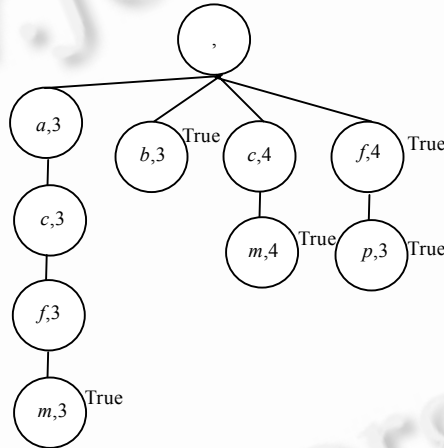 ,
a,3
b,3 True
c,4
f,4 True
c,3
m,4 True
p,3 True
f,3
m,3 True